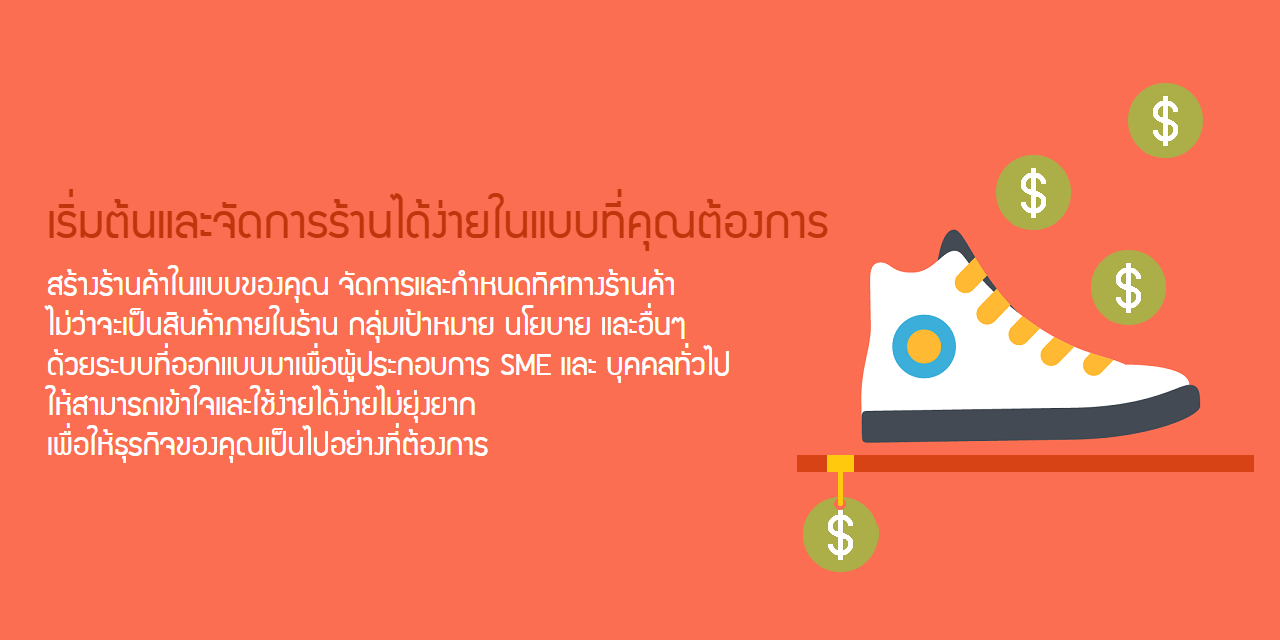 เริ่มต้นและจัดการร้านได้ง่ายในแบบที่คุณต้องการ
สร้างร้านค้าในแบบของคุณ จัดการและกำหนดทิศทางร้านค้า
ไม่ว่าจะเป็นสินค้าภายในร้าน กลุ่มเป้าหมาย นโยบาย และอื่นๆ
ด้วยระบบที่ออกแบบมาเพื่อผู้ประกอบการ SME และ บุคคลทั่วไป
ให้สามารถเข้าใจและใช้ง่ายได้ง่ายไม่ยุ่งยาก
เพื่อให้ธุรกิจของคุณเป็นไปอย่างที่ต้องการ
$
$
$
$